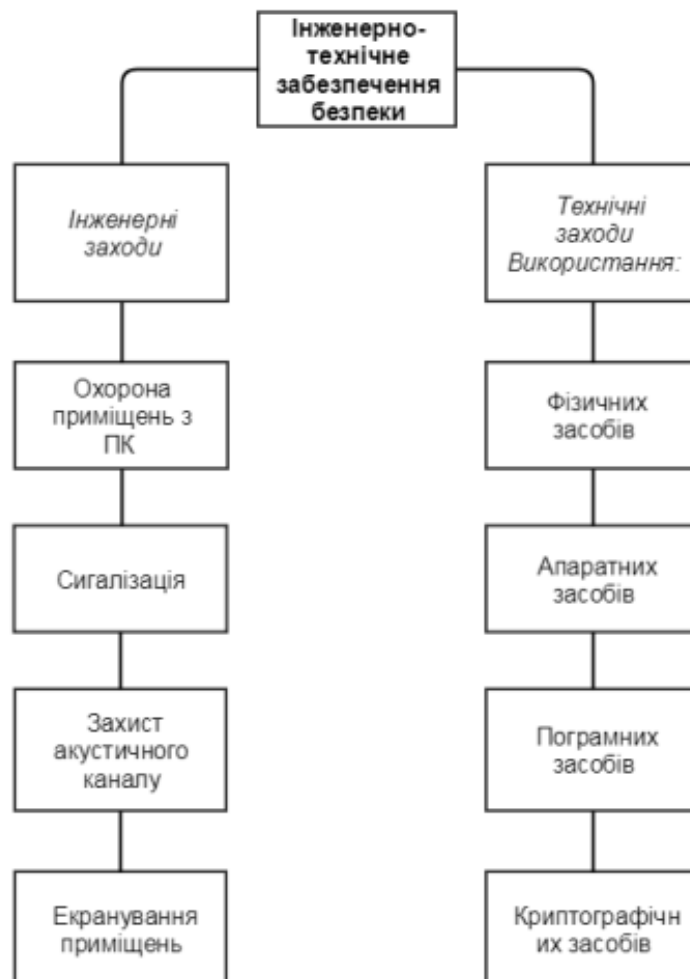 Інженерно-
технічне
забезпечення
безпеки
Інженерні
заходи
Технічні
заходи
Використання:
Охорона
приміщень з
ПК
Фізичних
засобів
Сигалізація
Апаратних
засобів
Захист
акустичного
каналу
Пограмних
засобів
Екранування
приміщень
Криптографічн
их засобів